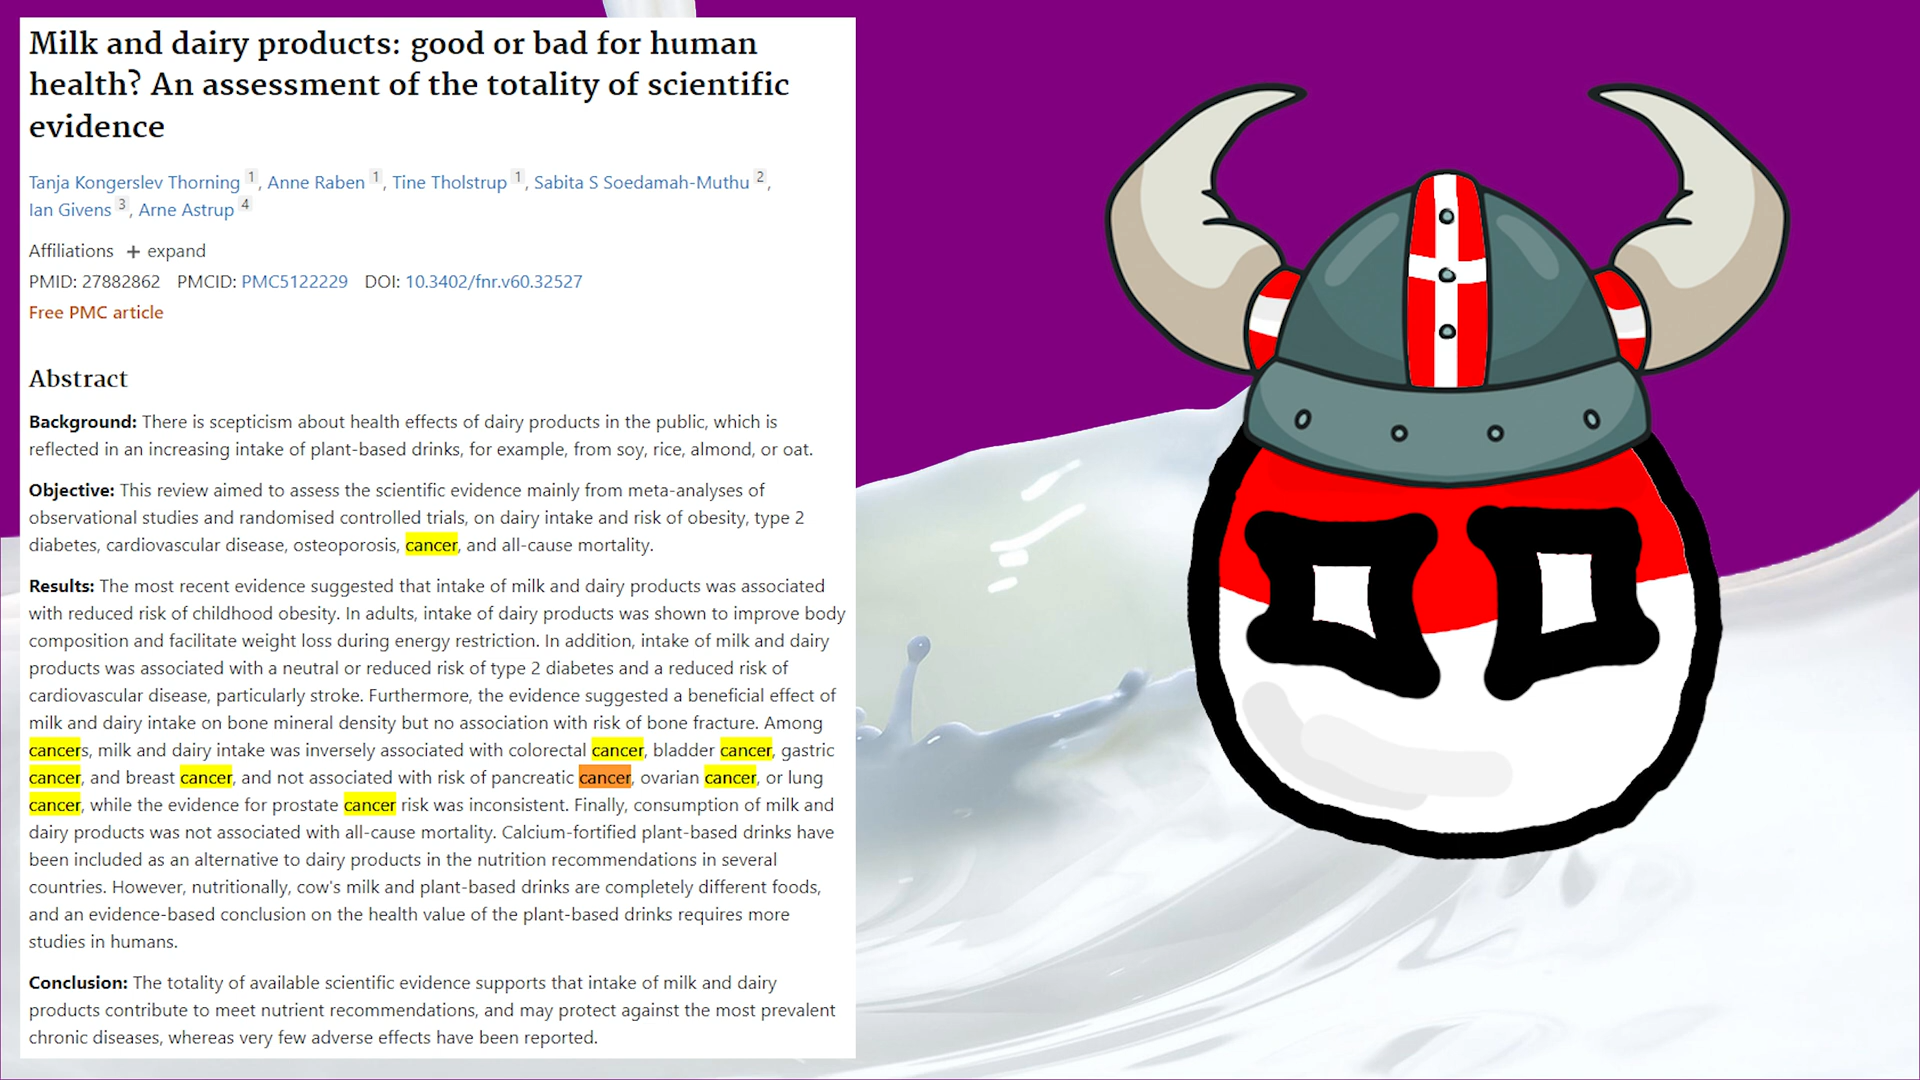 Milk and dairy products: good or bad for human
health? An assessment of the totality of scientific
evidence
Tanja Kongerslev Thorning 1, Anne Raben 1, Tine Tholstrup 1, Sabita S Soedamah-Muthu 2,
Ian Givens 3, Arne Astrup 4
Affiliations + expand
PMID: 27882862 PMCID: PMC5122229 DOI: 10.3402/fnr.v60.32527
Free PMC article
Abstract
Background: There is scepticism about health effects of dairy products in the public, which is
reflected in an increasing intake of plant-based drinks, for example, from soy, rice, almond, or oat.
Objective: This review aimed to assess the scientific evidence mainly from meta-analyses of
observational studies and randomised controlled trials, on dairy intake and risk of obesity, type 2
diabetes, cardiovascular disease, osteoporosis, cancer, and all-cause mortality.
Results: The most recent evidence suggested that intake of milk and dairy products was associated
with reduced risk of childhood obesity. In adults, intake of dairy products was shown to improve body
composition and facilitate weight loss during energy restriction. In addition, intake of milk and dairy
products was associated with a neutral or reduced risk of type 2 diabetes and a reduced risk of
cardiovascular disease, particularly stroke. Furthermore, the evidence suggested a beneficial effect of
milk and dairy intake on bone mineral density but no association with risk of bone fracture. Among
cancers, milk and dairy intake was inversely associated with colorectal cancer, bladder cancer, gastric
cancer, and breast cancer, and not associated with risk of pancreatic cancer, ovarian cancer, or lung
cancer, while the evidence for prostate cancer risk was inconsistent. Finally, consumption of milk and
dairy products was not associated with all-cause mortality. Calcium-fortified plant-based drinks have
been included as an alternative to dairy products in the nutrition recommendations in several
countries. However, nutritionally, cow's milk and plant-based drinks are completely different foods,
and an evidence-based conclusion on the health value of the plant-based drinks requires more
studies in humans.
Conclusion: The totality of available scientific evidence supports that intake of milk and dairy
products contribute to meet nutrient recommendations, and may protect against the most prevalent
chronic diseases, whereas very few adverse effects have been reported.